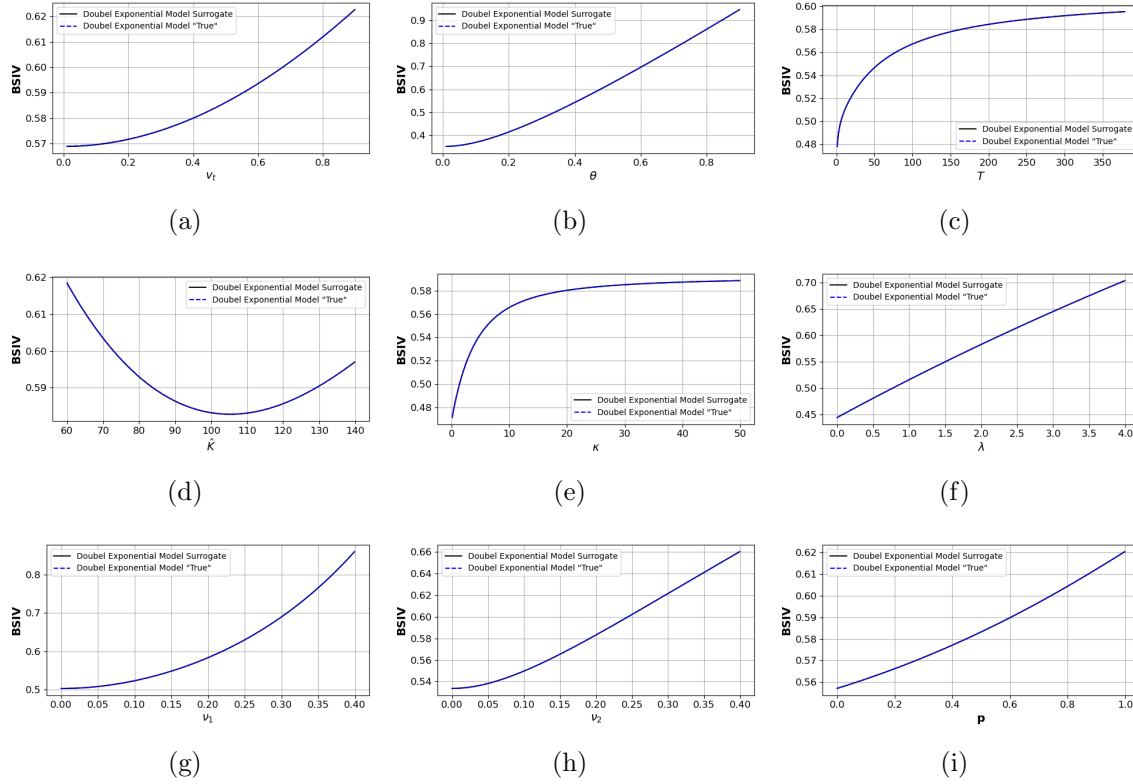 Doubel Exponential Model Surrogate
Doubel Exponential Model "True"
BSIV
0.62
0.61
0.60
0.59
0.58
0.57
0.0 0.2 0.4 0.6 0.8
v_t
(a)
Doubel Exponential Model Surrogate
Doubel Exponential Model "True"
BSIV
0.9
0.8
0.7
0.6
0.5
0.4
0.0 0.2 0.4 0.6 0.8
θ
(b)
Doubel Exponential Model Surrogate
Doubel Exponential Model "True"
BSIV
0.60
0.58
0.56
0.54
0.52
0.50
0.48
0 50 100 150 200 250 300 350
T
(c)
Doubel Exponential Model Surrogate
Doubel Exponential Model "True"
BSIV
0.62
0.61
0.60
0.59
60 70 80 90 100 110 120 130 140
K̂
(d)
Doubel Exponential Model Surrogate
Doubel Exponential Model "True"
BSIV
0.58
0.56
0.54
0.52
0.50
0.48
0 10 20 30 40 50
κ
(e)
Doubel Exponential Model Surrogate
Doubel Exponential Model "True"
BSIV
0.70
0.65
0.60
0.55
0.50
0.45
0.0 0.5 1.0 1.5 2.0 2.5 3.0 3.5 4.0
λ
(f)
Doubel Exponential Model Surrogate
Doubel Exponential Model "True"
BSIV
0.8
0.7
0.6
0.5
0.00 0.05 0.10 0.15 0.20 0.25 0.30 0.35 0.40
ν₁
(g)
Doubel Exponential Model Surrogate
Doubel Exponential Model "True"
BSIV
0.66
0.64
0.62
0.60
0.58
0.56
0.54
0.00 0.05 0.10 0.15 0.20 0.25 0.30 0.35 0.40
ν₂
(h)
Doubel Exponential Model Surrogate
Doubel Exponential Model "True"
BSIV
0.62
0.61
0.60
0.59
0.58
0.57
0.56
0.0 0.2 0.4 0.6 0.8 1.0
p
(i)